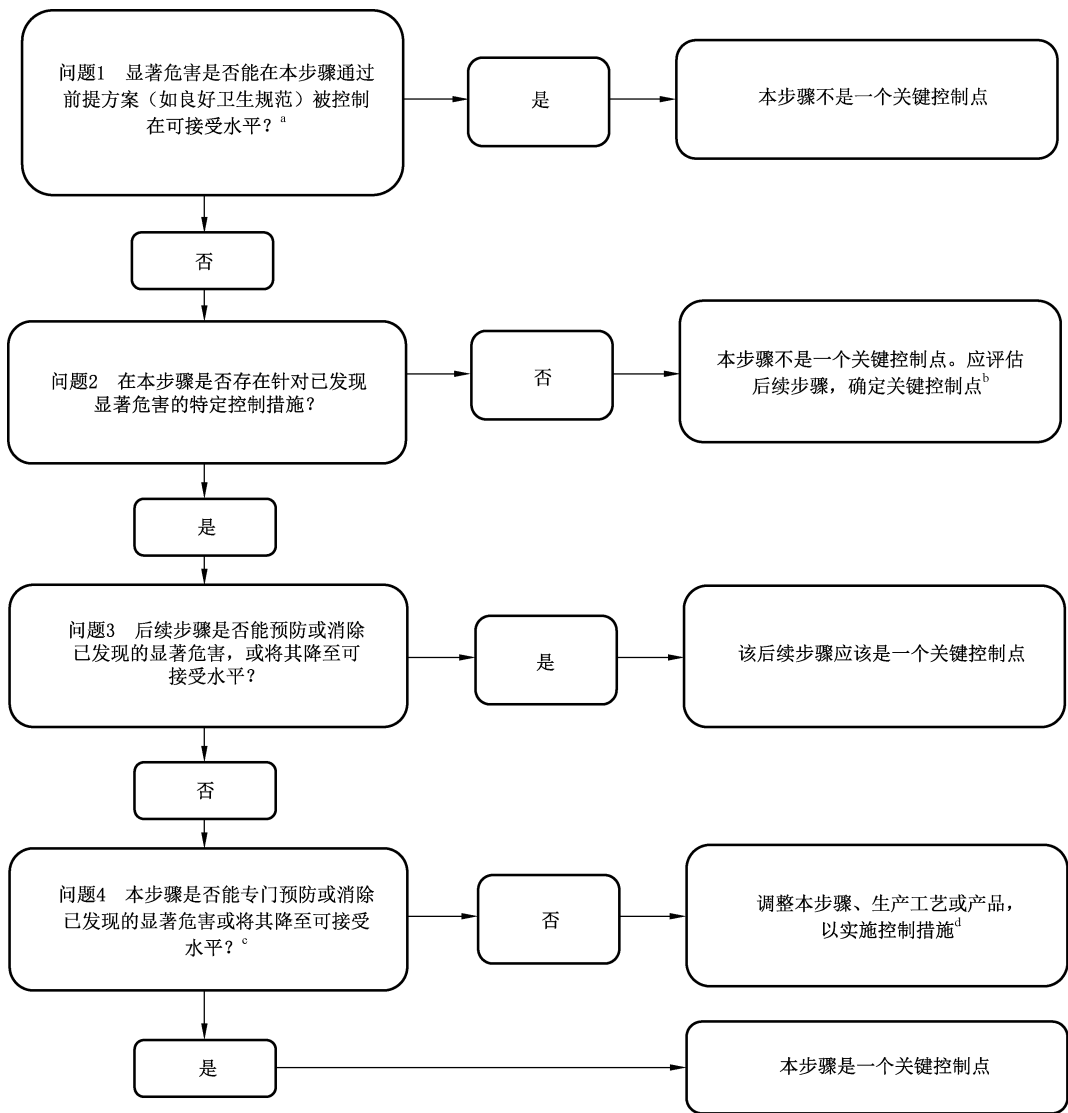 问题1 显著危害是否能在本步骤通过
前提方案（如良好卫生规范）被控制
在可接受水平？a
是
本步骤不是一个关键控制点
否
问题2 在本步骤是否存在针对已发现
显著危害的特定控制措施？
否
本步骤不是一个关键控制点。应评估
后续步骤，确定关键控制点b
是
问题3 后续步骤是否能预防或消除
已发现的显著危害，或将其降至可
接受水平？
是
该后续步骤应该是一个关键控制点
否
问题4 本步骤是否能专门预防或消除
已发现的显著危害或将其降至可接受
水平？c
否
调整本步骤、生产工艺或产品，
以实施控制措施d
是
本步骤是一个关键控制点